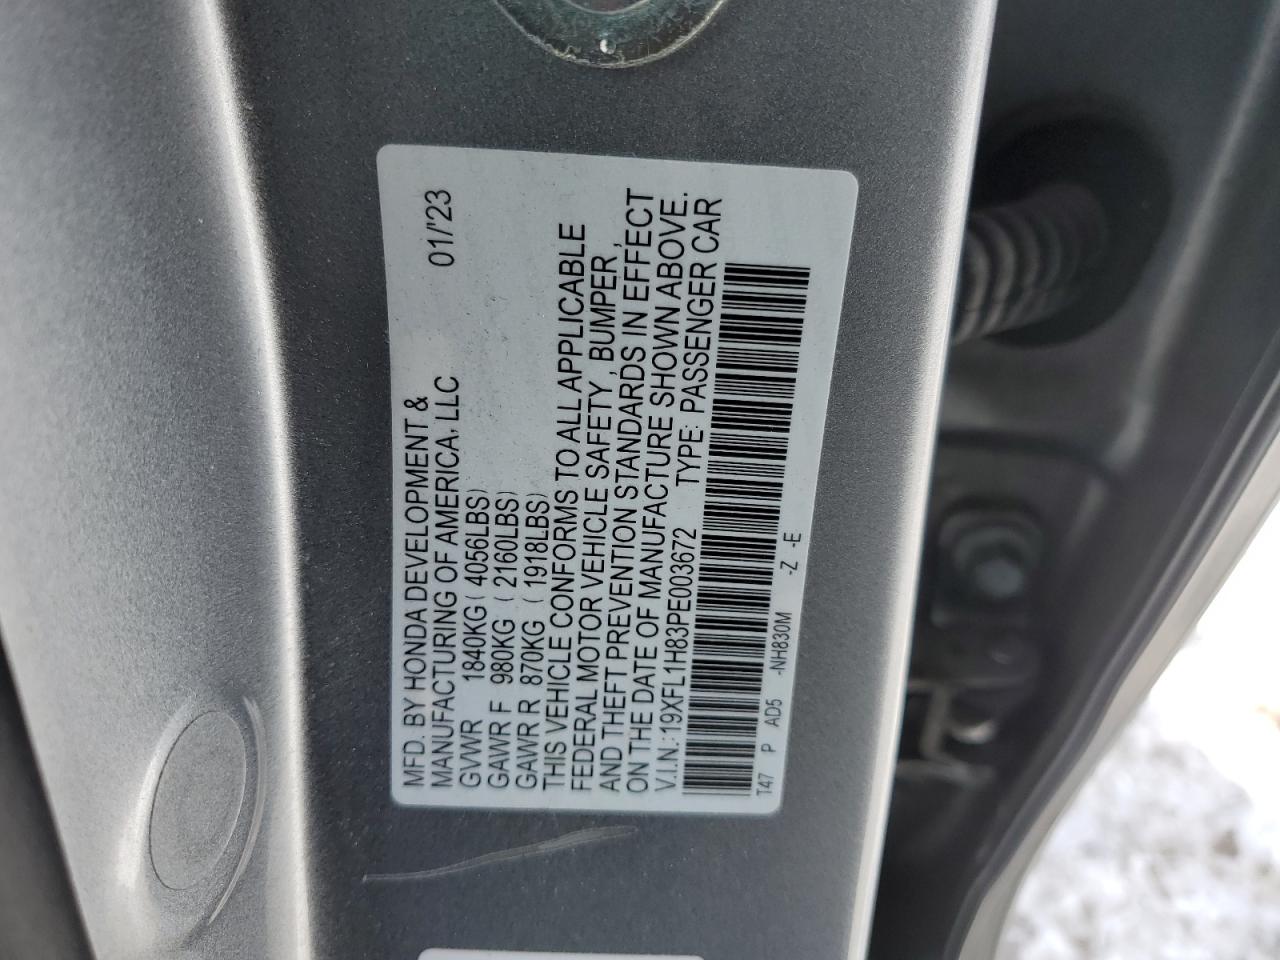 MFD. BY HONDA DEVELOPMENT &
MANUFACTURING OF AMERICA, LLC 01/'23
GVWR 1840KG ( 4056LBS)
GAWR F 980KG ( 2160LBS)
GAWR R 870KG ( 1918LBS)
THIS VEHICLE CONFORMS TO ALL APPLICABLE
FEDERAL MOTOR VEHICLE SAFETY, BUMPER,
AND THEFT PREVENTION STANDARDS IN EFFECT
ON THE DATE OF MANUFACTURE SHOWN ABOVE.
V.I.N.:19XFL1H83PE003672 TYPE: PASSENGER CAR
T47 P AD5 -NH830M -Z -E